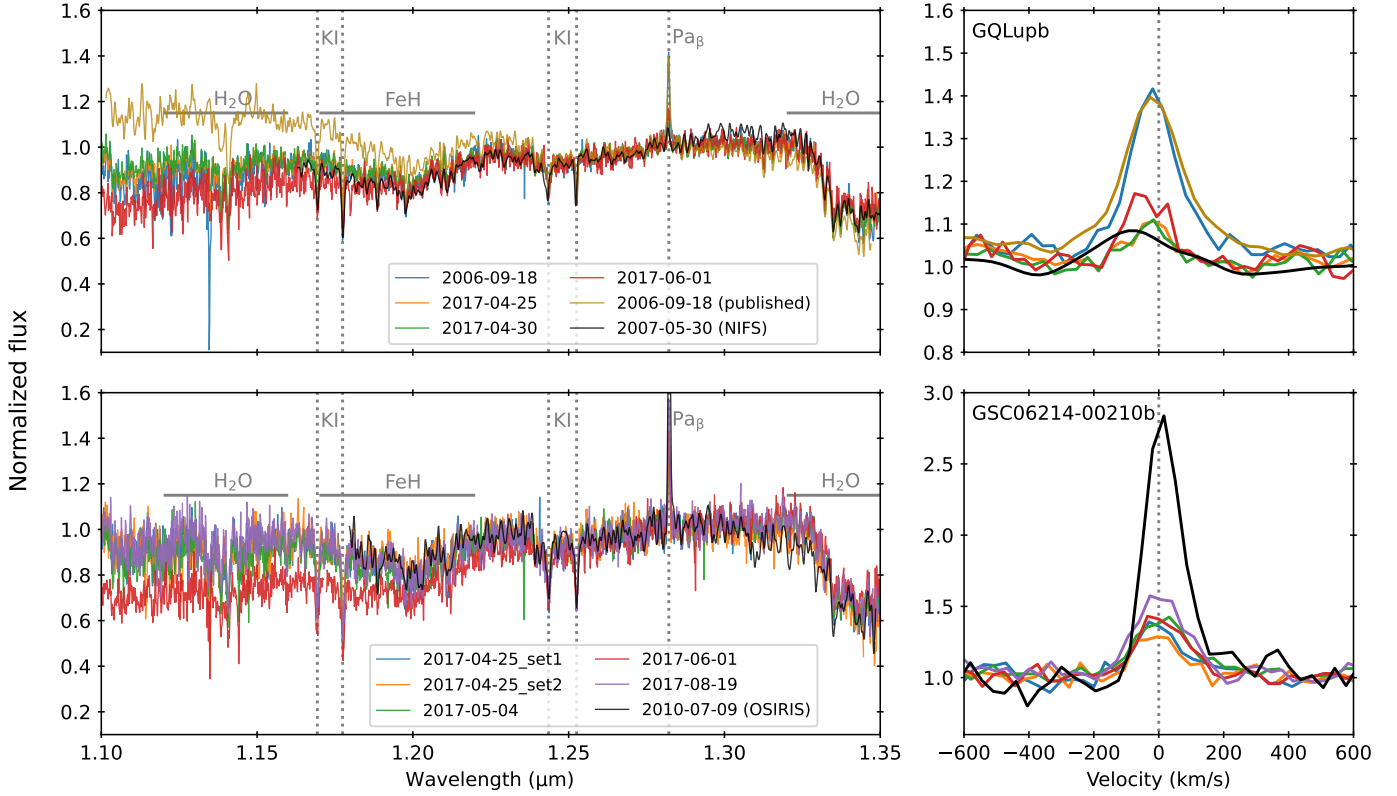 Normalized flux
1.6
1.4
1.2
1.0
0.8
0.6
0.4
0.2
KI
KI
Paβ
H₂O
FeH
H₂O
2006-09-18
2017-04-25
2017-04-30
2017-06-01
2006-09-18 (published)
2007-05-30 (NIFS)
GQLupb
1.6
1.5
1.4
1.3
1.2
1.1
1.0
0.9
0.8
1.6
1.4
1.2
1.0
0.8
0.6
0.4
0.2
KI
KI
Paβ
H₂O
FeH
H₂O
2017-04-25_set1
2017-04-25_set2
2017-05-04
2017-06-01
2017-08-19
2010-07-09 (OSIRIS)
1.10 1.15 1.20 1.25 1.30 1.35
Wavelength (μm)
GSC06214-00210b
3.0
2.5
2.0
1.5
1.0
−600 −400 −200 0 200 400 600
Velocity (km/s)